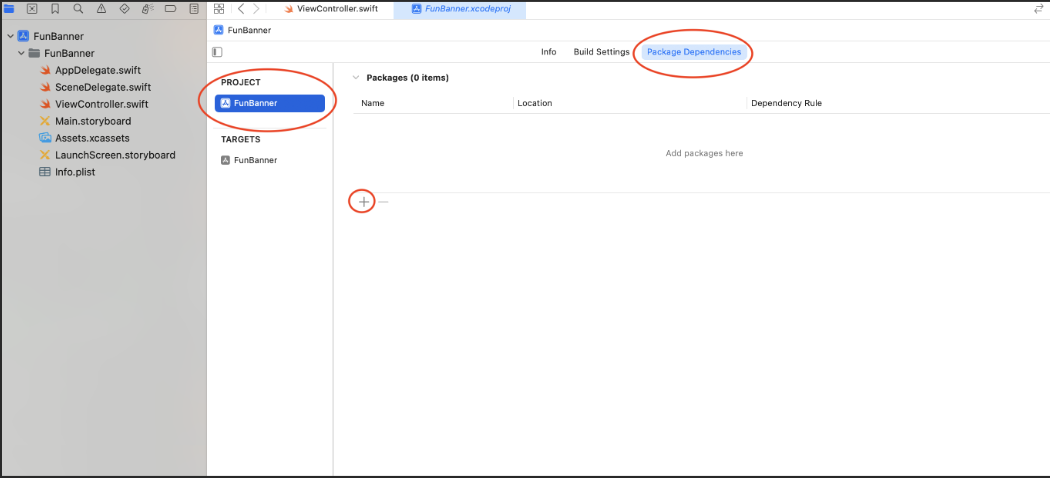 ViewController.swift
FunBanner.xcodeproj
FunBanner
FunBanner
AppDelegate.swift
SceneDelegate.swift
ViewController.swift
Main.storyboard
Assets.xcassets
LaunchScreen.storyboard
Info.plist
FunBanner
Info Build Settings Package Dependencies
PROJECT
FunBanner
TARGETS
FunBanner
Packages (0 items)
Name Location Dependency Rule
Add packages here